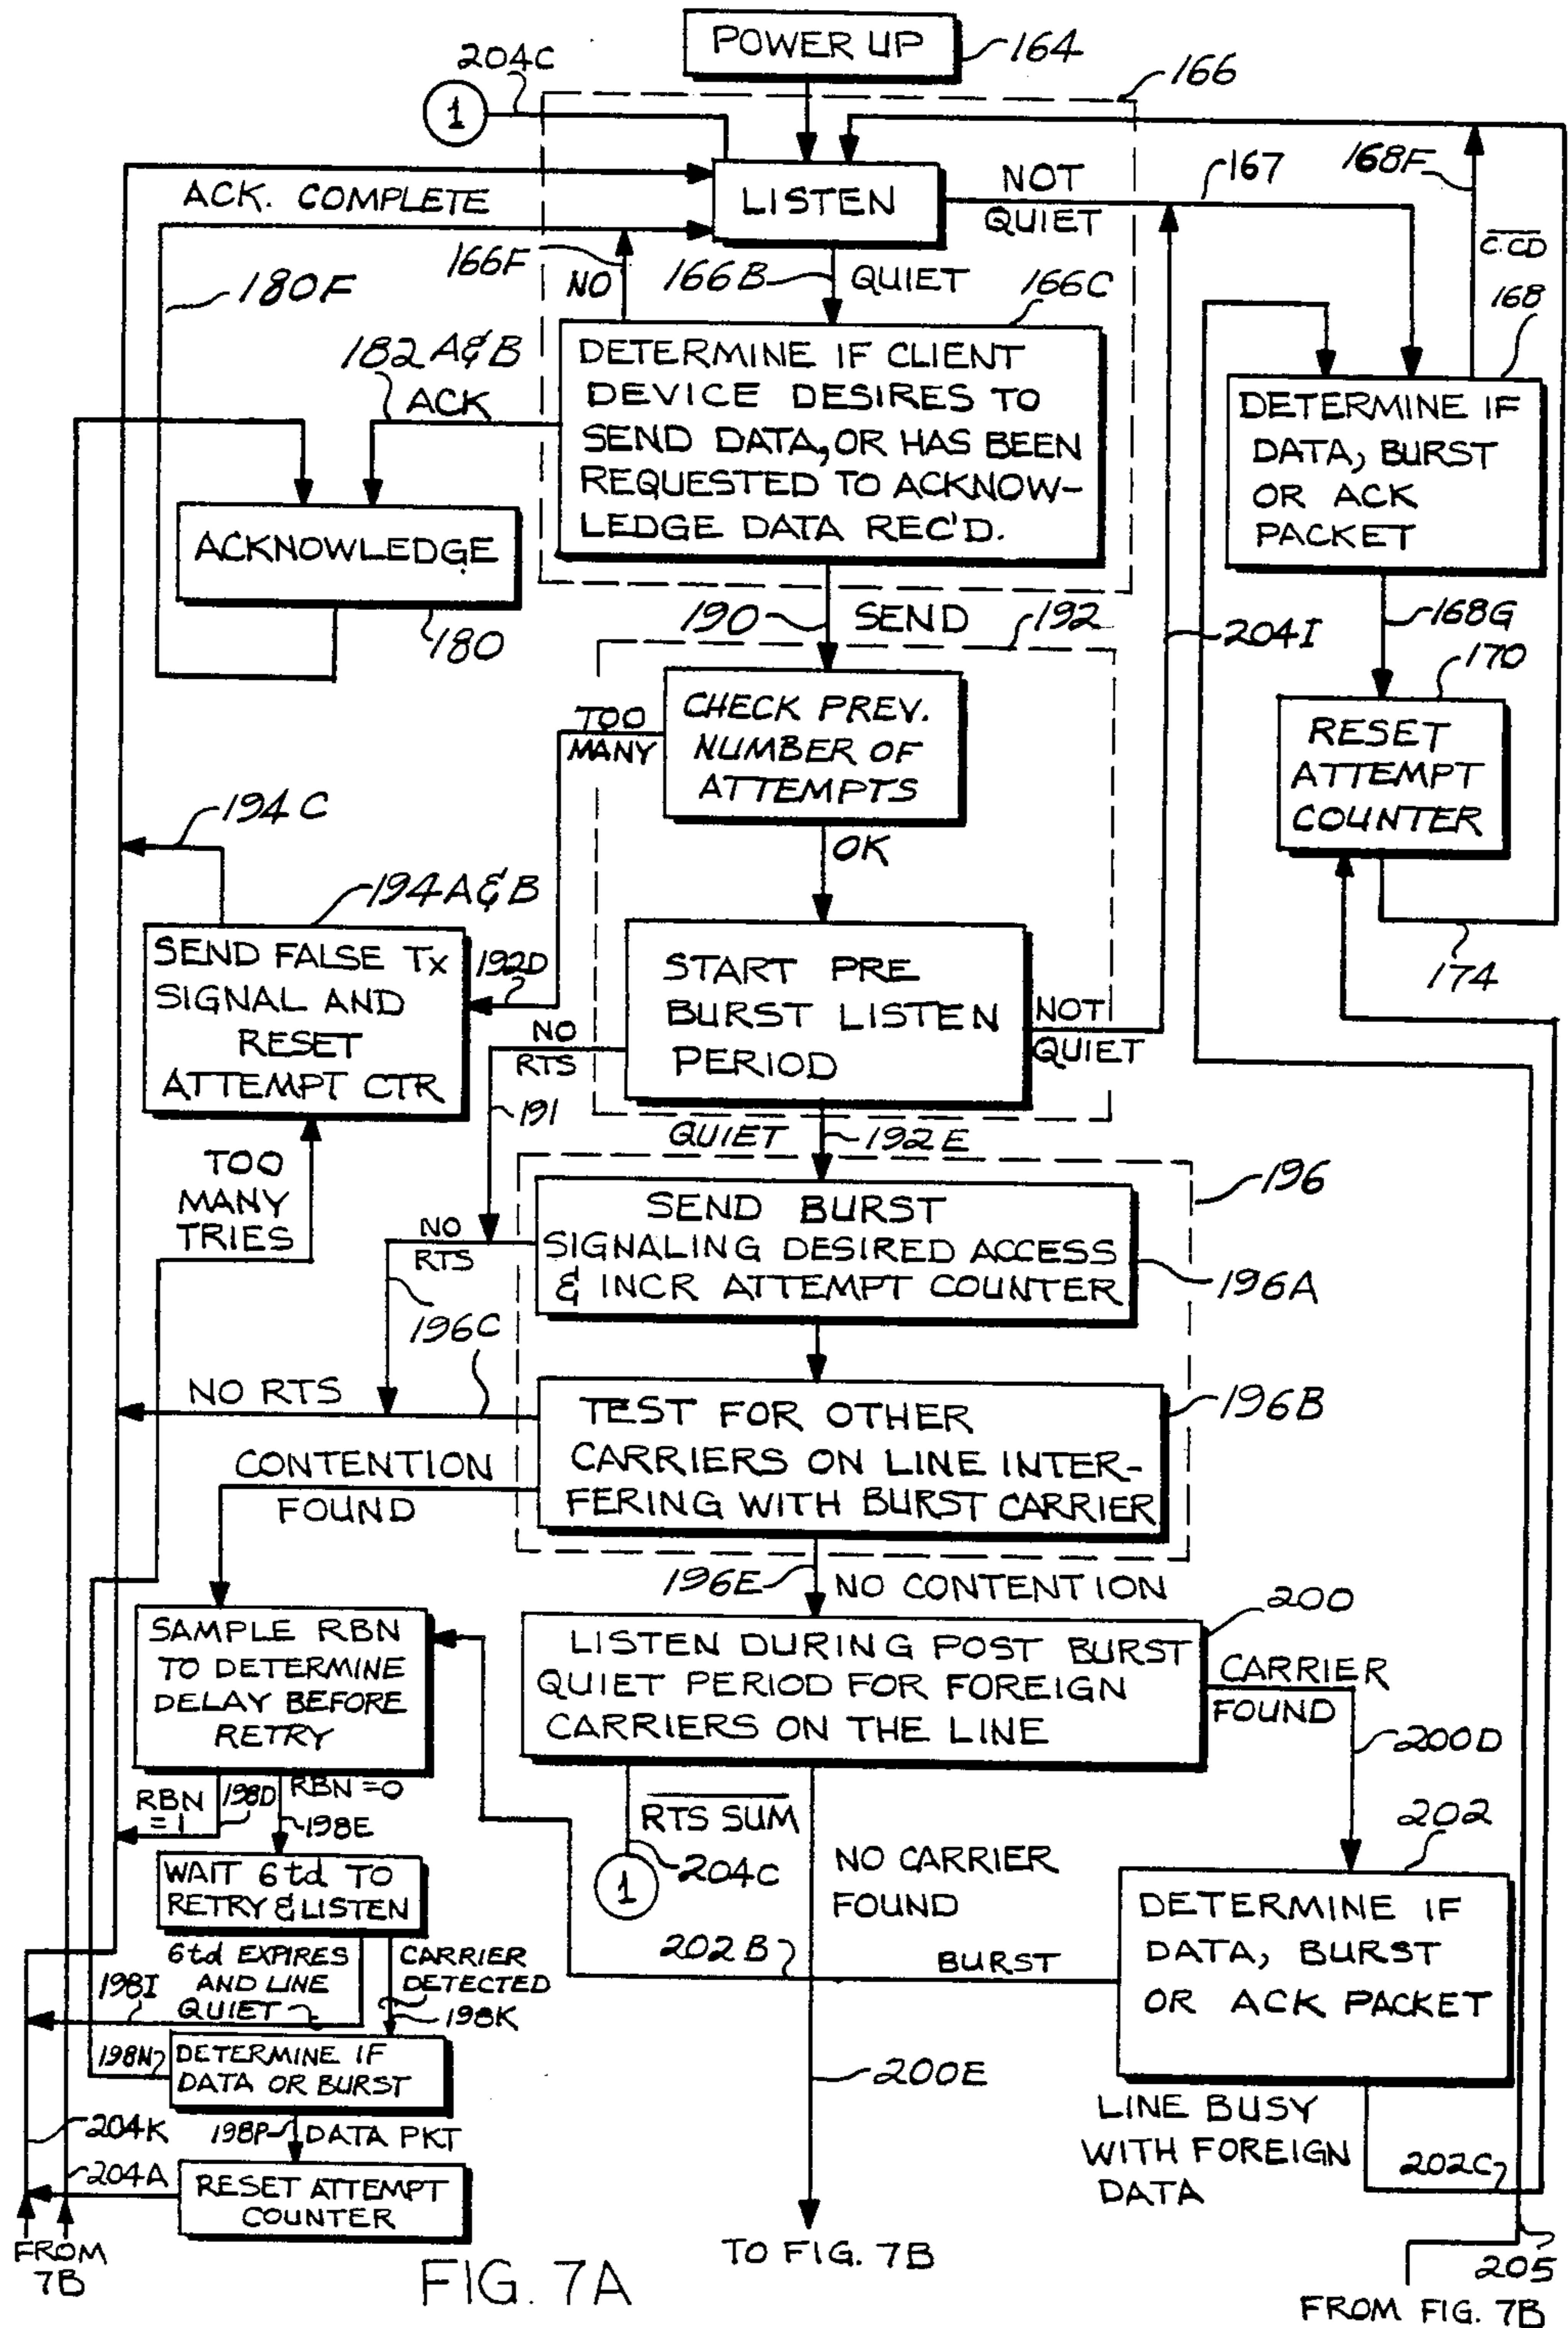 POWER UP
164
204C
166
1
168F
167
ACK. COMPLETE
LISTEN
NOT
QUIET
C.CD
166F
NO
166B
QUIET
166C
168
180F
182 A&B
ACK
DETERMINE IF CLIENT
DEVICE DESIRES TO
SEND DATA, OR HAS BEEN
REQUESTED TO ACKNOW-
LEDGE DATA REC'D.
DETERMINE IF
DATA, BURST
OR ACK
PACKET
ACKNOWLEDGE
180
190
SEND
192
204I
168G
170
TOO
MANY
CHECK PREV.
NUMBER OF
ATTEMPTS
RESET
ATTEMPT
COUNTER
194C
OK
194A&B
174
SEND FALSE Tx
SIGNAL AND
RESET
ATTEMPT CTR
192D
START PRE
BURST LISTEN
PERIOD
NOT
QUIET
NO
RTS
191
QUIET
192E
TOO
MANY
TRIES
196
NO
RTS
SEND BURST
SIGNALING DESIRED ACCESS
& INCR ATTEMPT COUNTER
196A
196C
NO RTS
TEST FOR OTHER
CARRIERS ON LINE INTER-
FERING WITH BURST CARRIER
196B
CONTENTION
FOUND
196E
NO CONTENTION
200
SAMPLE RBN
TO DETERMINE
DELAY BEFORE
RETRY
LISTEN DURING POST BURST
QUIET PERIOD FOR FOREIGN
CARRIERS ON THE LINE
CARRIER
FOUND
200D
RBN
=1
198D
RBN=0
198E
RTS SUM
204C
1
NO CARRIER
FOUND
202
WAIT 6td TO
RETRY & LISTEN
DETERMINE IF
DATA, BURST
OR ACK PACKET
202B
BURST
6td EXPIRES
AND LINE
QUIET
198I
CARRIER
DETECTED
198K
198N
DETERMINE IF
DATA OR BURST
200E
LINE BUSY
WITH FOREIGN
DATA
202C
198P
DATA PKT
204K
204A
RESET ATTEMPT
COUNTER
FROM
7B
FIG. 7A
TO FIG. 7B
205
FROM FIG. 7B